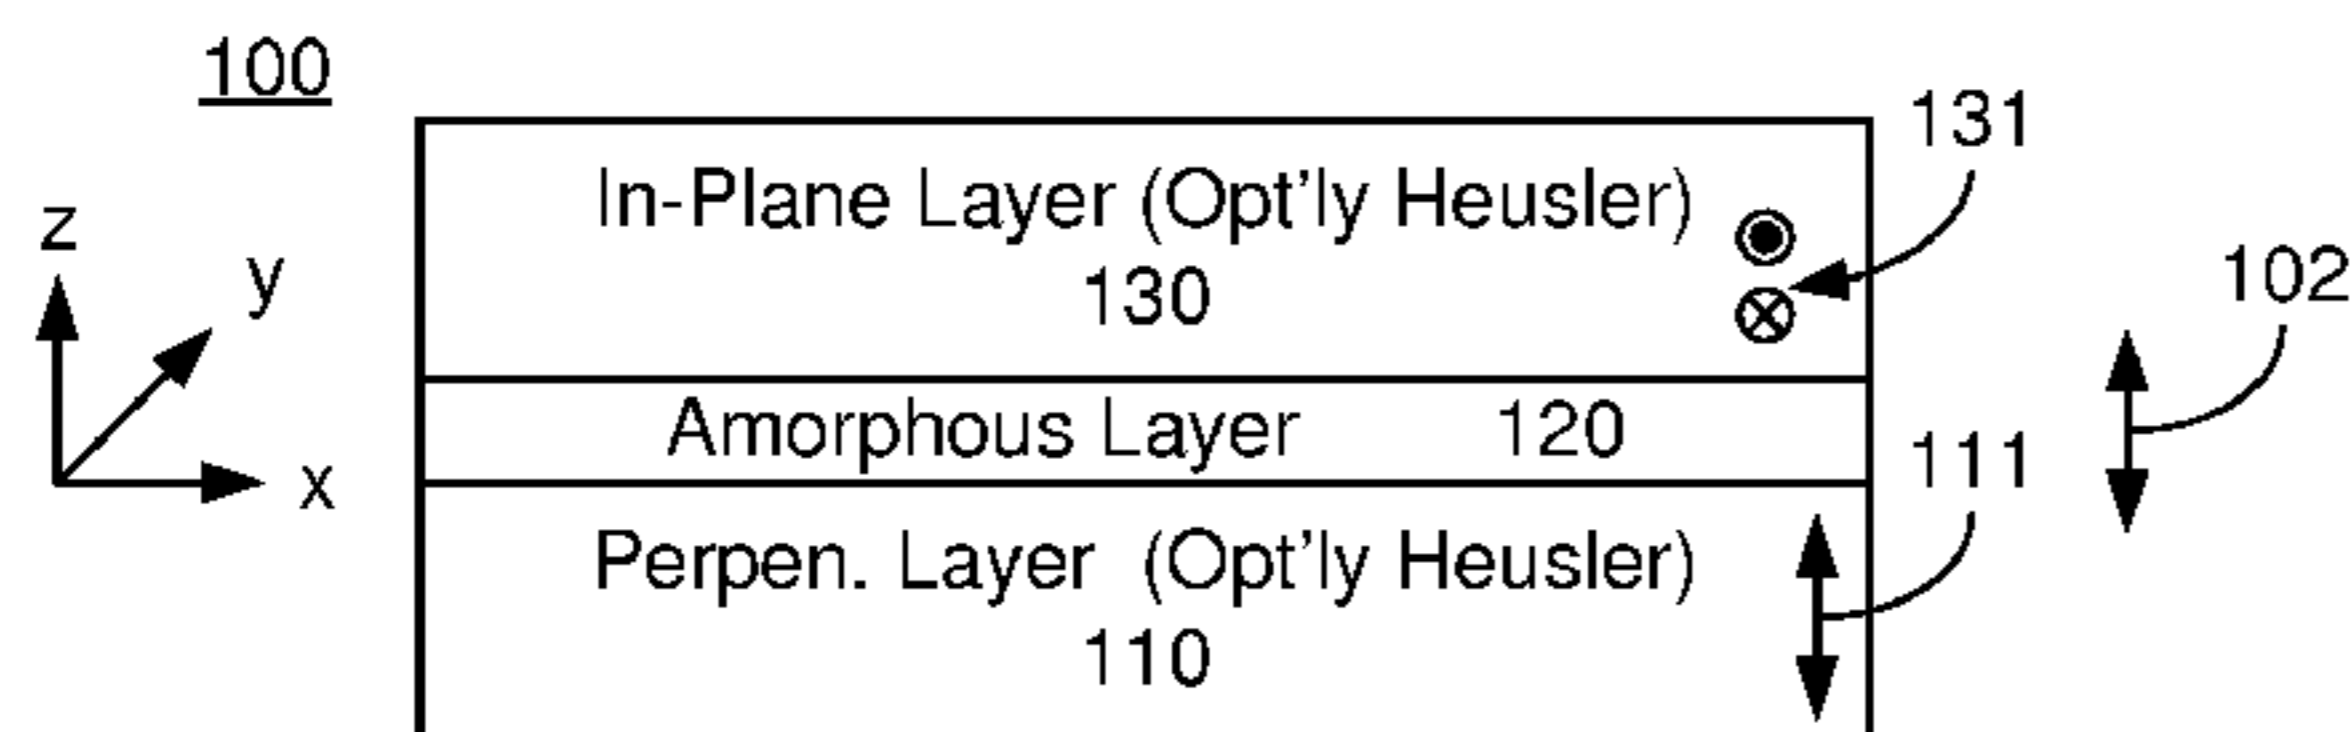 100
131
In-Plane Layer (Opt'ly Heusler)
130
z
y
102
Amorphous Layer 120
111
x
Perpen. Layer (Opt'ly Heusler)
110